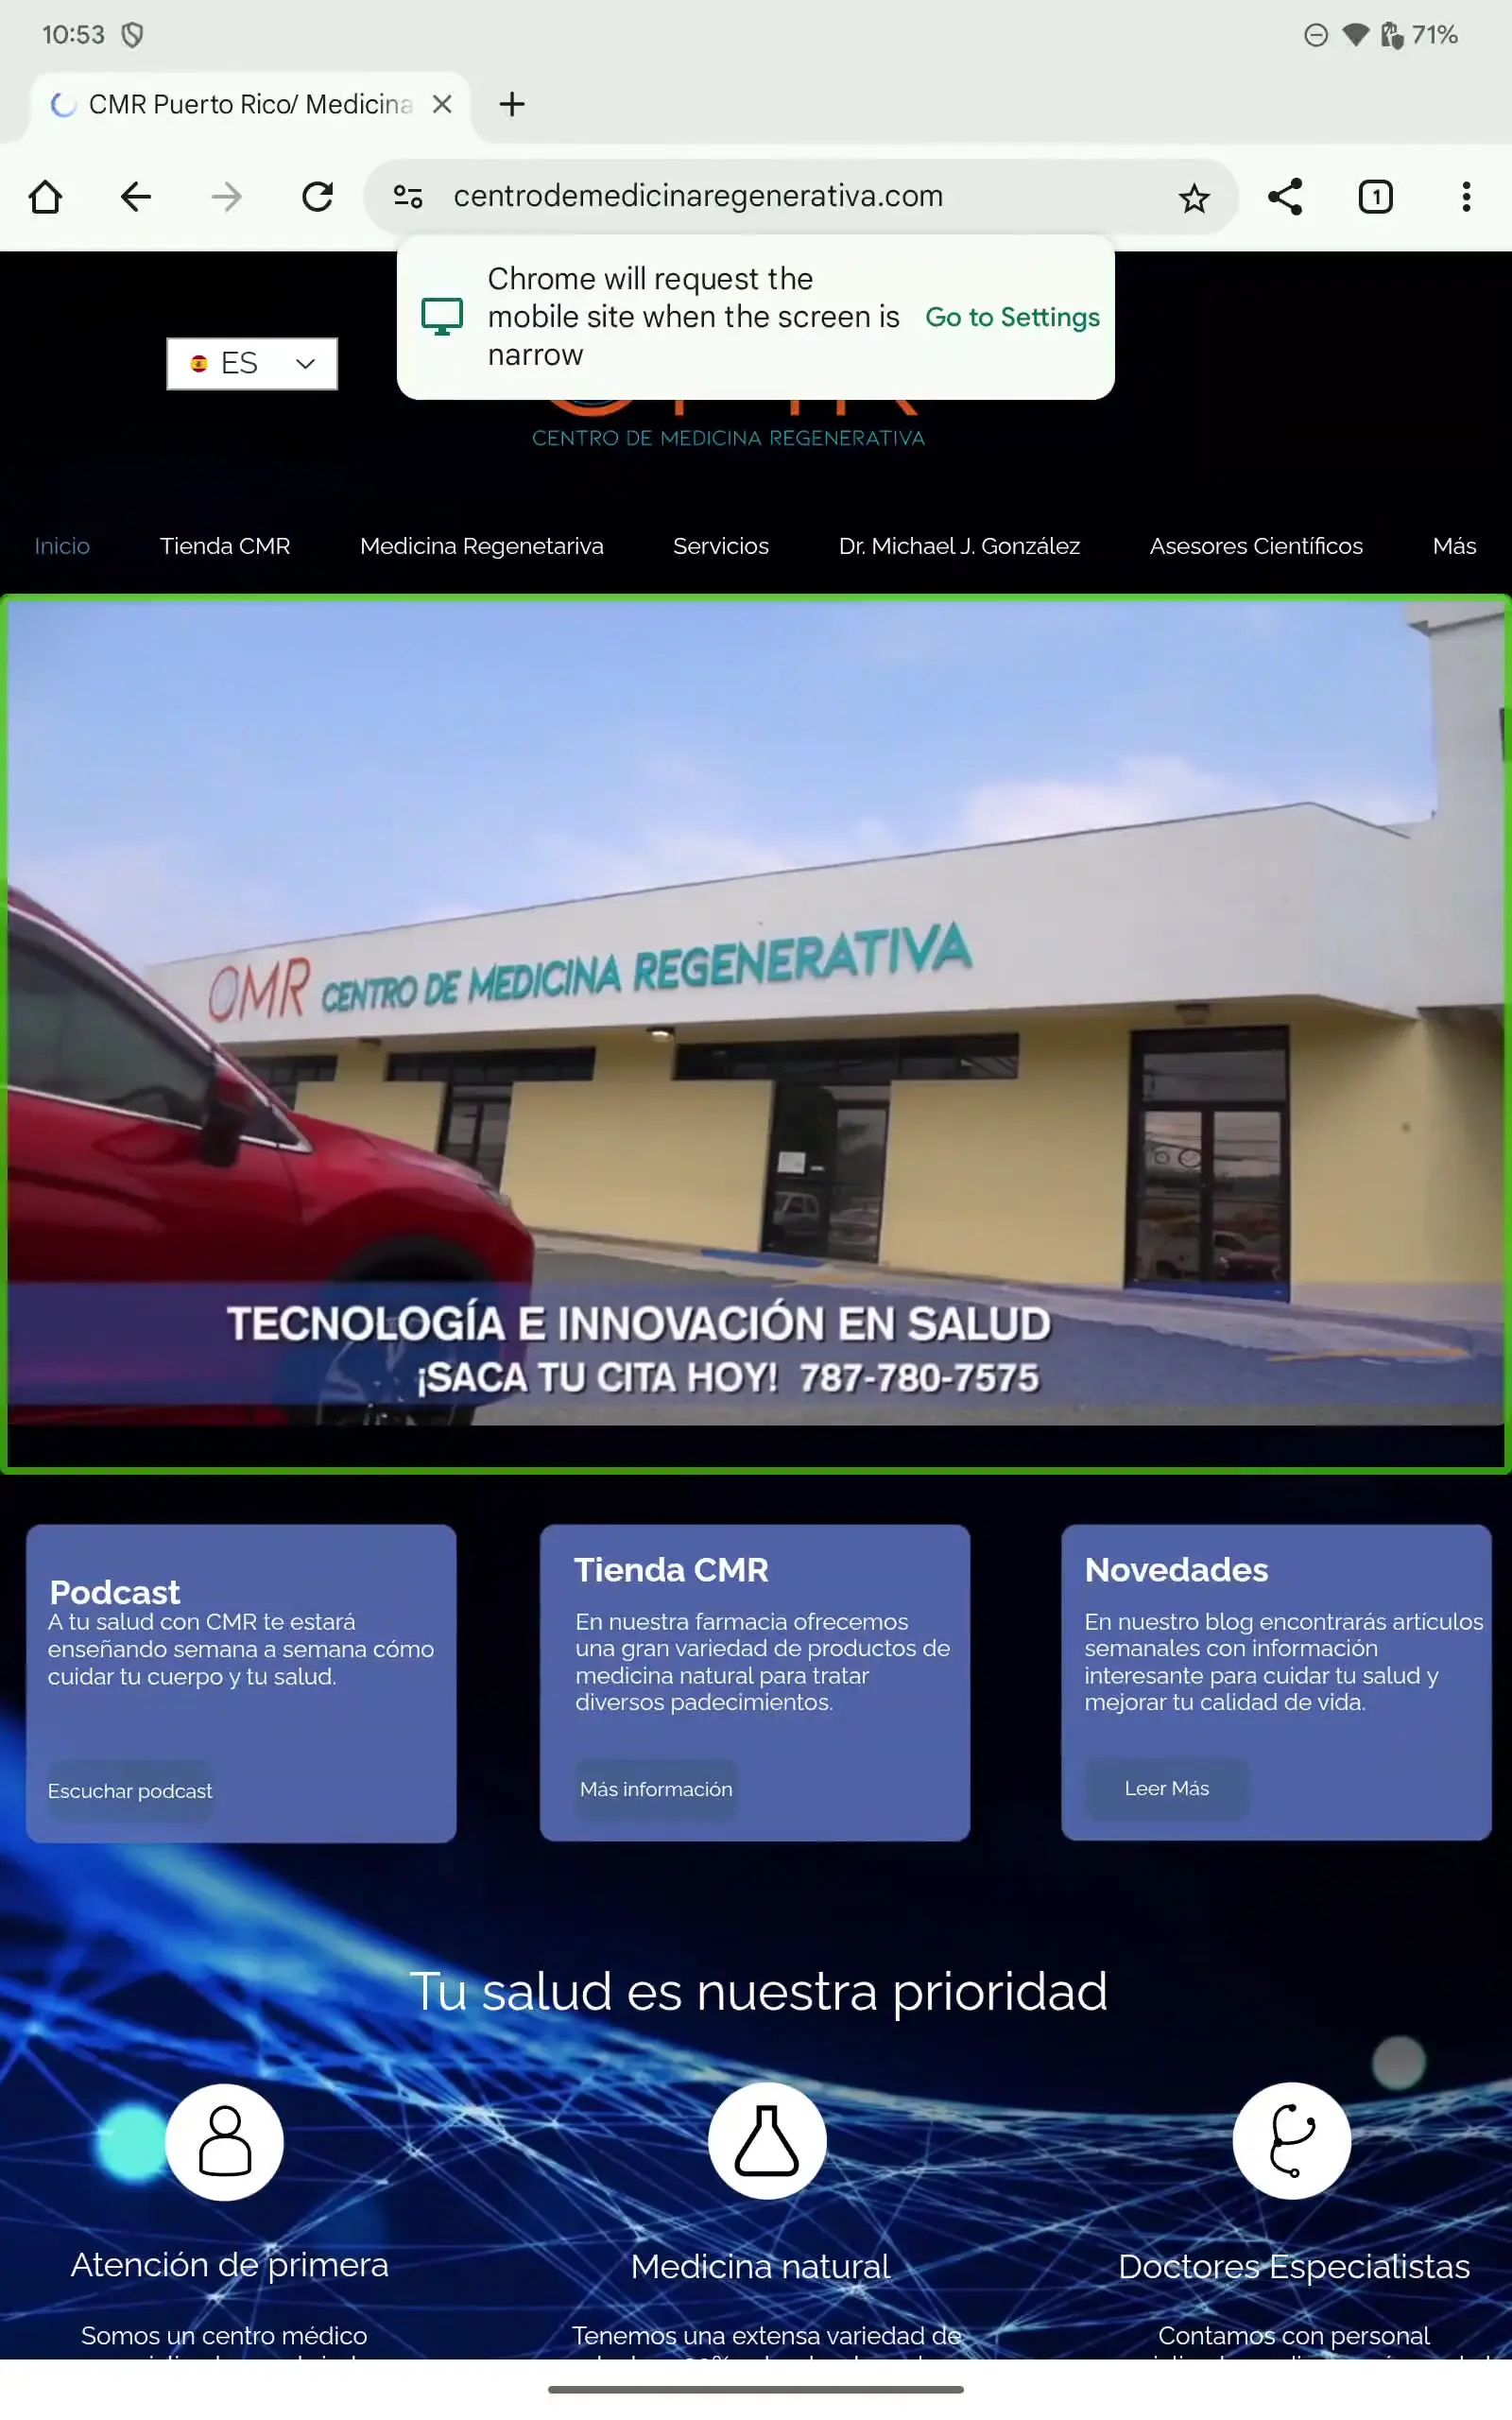 10:53
71%
CMR Puerto Rico/ Medicina
centrodemedicinaregenerativa.com
1
Chrome will request the
mobile site when the screen is
narrow
Go to Settings
ES
CENTRO DE MEDICINA REGENERATIVA
Inicio
Tienda CMR
Medicina Regenetariva
Servicios
Dr. Michael J. González
Asesores Científicos
Más
CMR CENTRO DE MEDICINA REGENERATIVA
TECNOLOGÍA E INNOVACIÓN EN SALUD
¡SACA TU CITA HOY! 787-780-7575
Podcast
A tu salud con CMR te estará
enseñando semana a semana cómo
cuidar tu cuerpo y tu salud.
Escuchar podcast
Tienda CMR
En nuestra farmacia ofrecemos
una gran variedad de productos de
medicina natural para tratar
diversos padecimientos.
Más información
Novedades
En nuestro blog encontrarás artículos
semanales con información
interesante para cuidar tu salud y
mejorar tu calidad de vida.
Leer Más
Tu salud es nuestra prioridad
Atención de primera
Somos un centro médico
Medicina natural
Tenemos una extensa variedad de
Doctores Especialistas
Contamos con personal